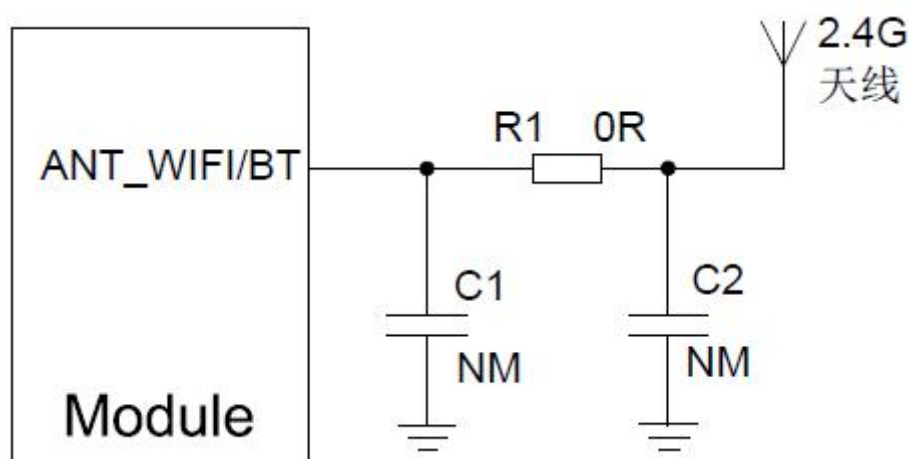 2.4G
天线
R1 0R
ANT_WIFI/BT
C1
NM
C2
NM
Module